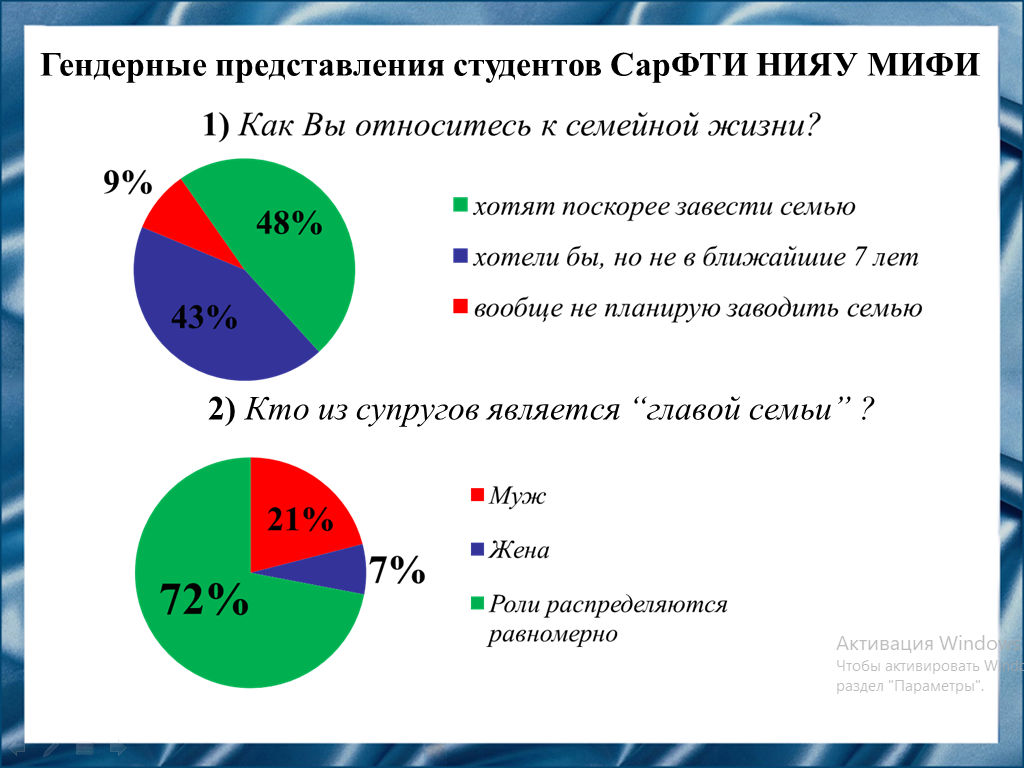 Гендерные представления студентов СарФТИ НИЯУ МИФИ
1) Как Вы относитесь к семейной жизни?
9%
48%
43%
хотят поскорее завести семью
хотели бы, но не в ближайшие 7 лет
вообще не планирую заводить семью
2) Кто из супругов является “главой семьи” ?
21%
7%
72%
Муж
Жена
Роли распределяются
равномерно
Активация Windows
Чтобы активировать Windo
раздел "Параметры".